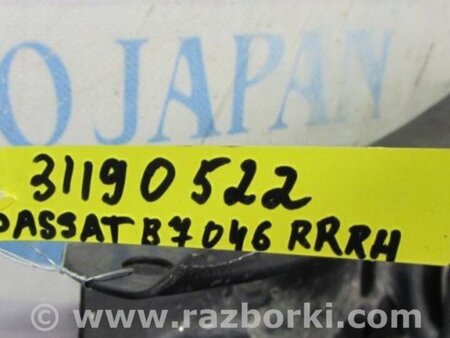 O JAPAN
31190522
PASSAT B7 046 RRRH
www.razborki.com